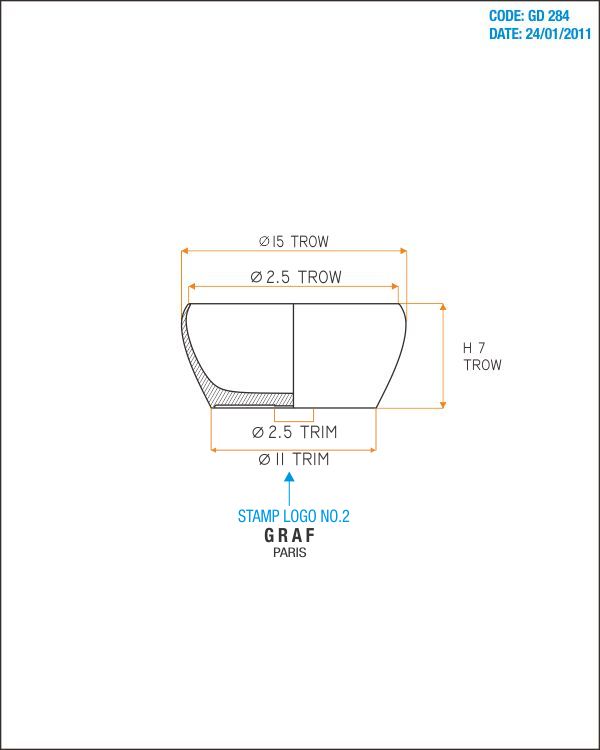 CODE: GD 284
DATE: 24/01/2011
Ø15 TROW
Ø 2.5 TROW
H 7
TROW
Ø 2.5 TRIM
Ø 11 TRIM
STAMP LOGO NO.2
GRAF
PARIS